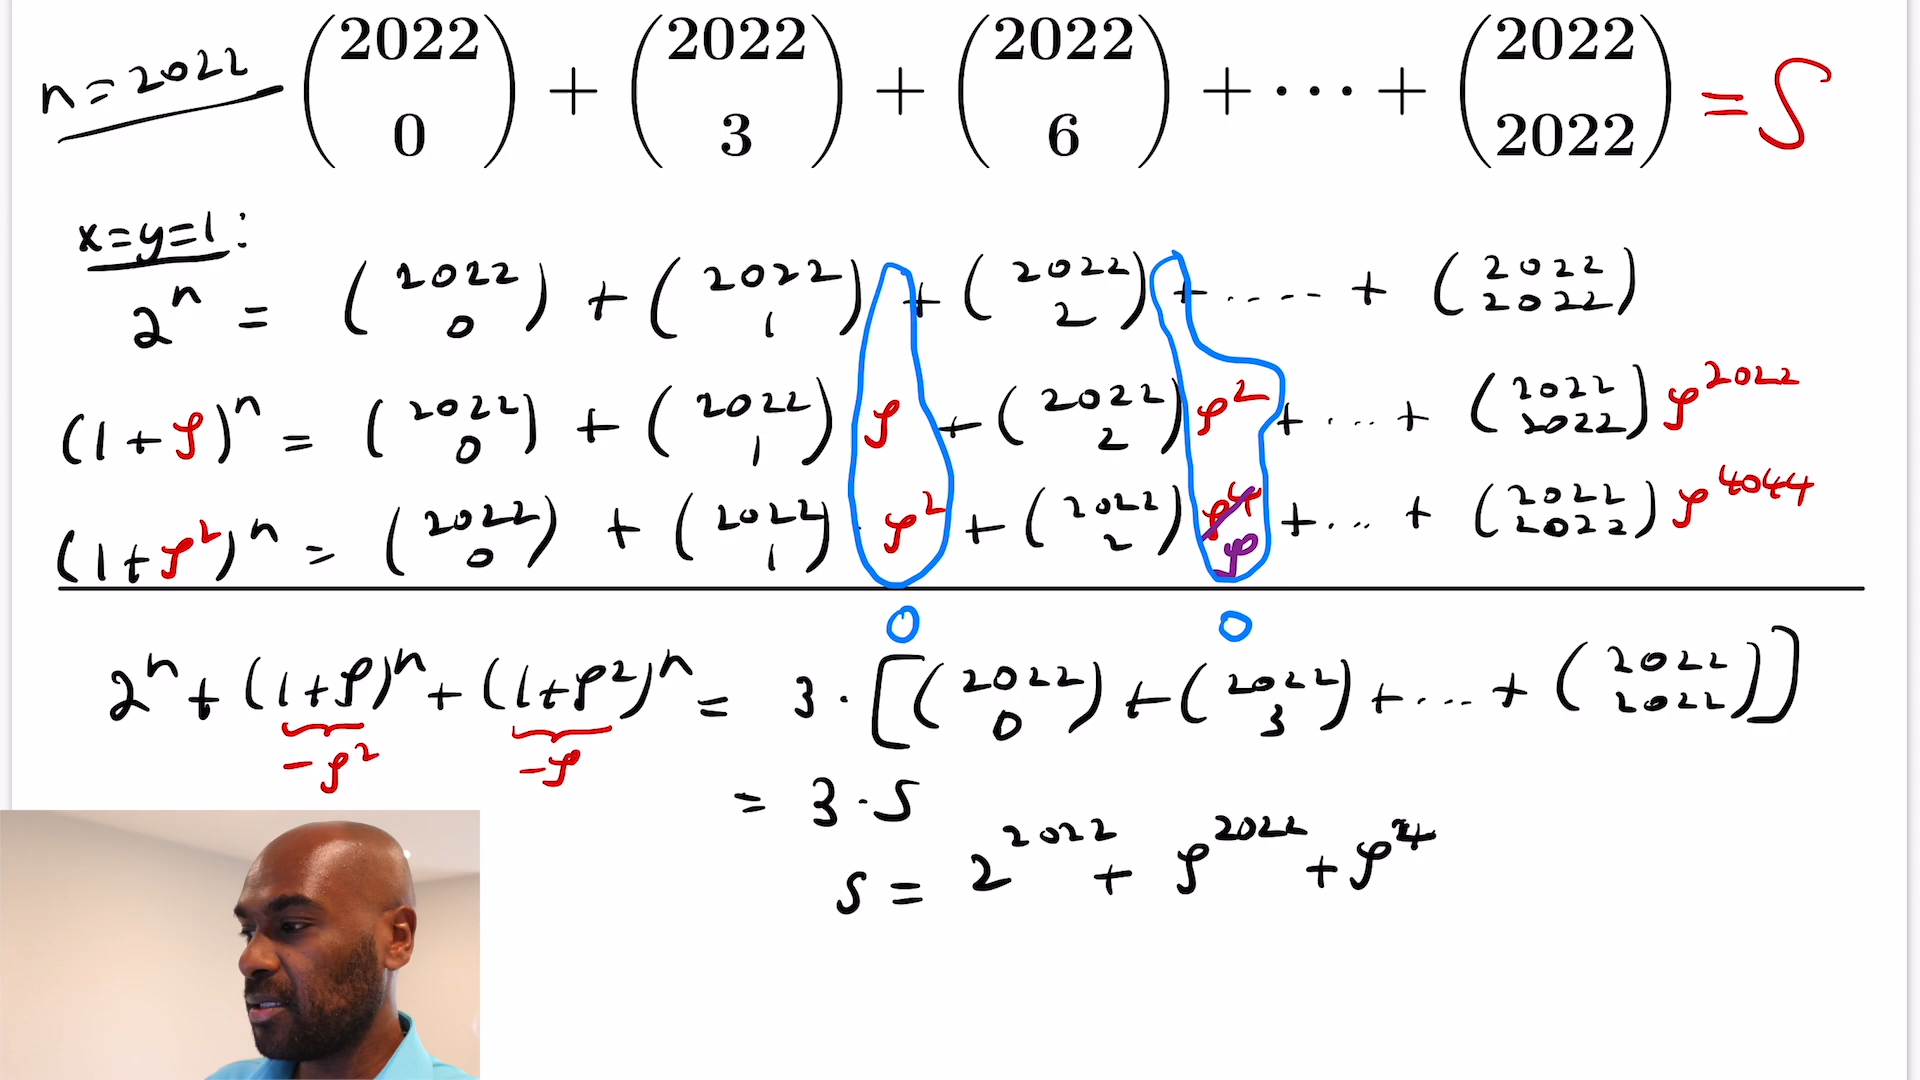 n=2022 (2022 0) + (2022 3) + (2022 6) + ··· + (2022 2022) = S
x=y=1:
2^n = (2022 0) + (2022 1) + (2022 2) + ..... + (2022 2022)
(1+ρ)^n = (2022 0) + (2022 1) ρ + (2022 2) ρ^2 + ... + (2022 2022) ρ^2022
(1+ρ^2)^n = (2022 0) + (2022 1) · ρ^2 + (2022 2) ρ^4 + ... + (2022 2022) ρ^4044
ρ
0 0
2^n + (1+ρ)^n + (1+ρ^2)^n = 3 · [(2022 0) + (2022 3) + ... + (2022 2022)]
-ρ^2 -ρ
= 3 · S
S = 2^2022 + ρ^2022 + ρ